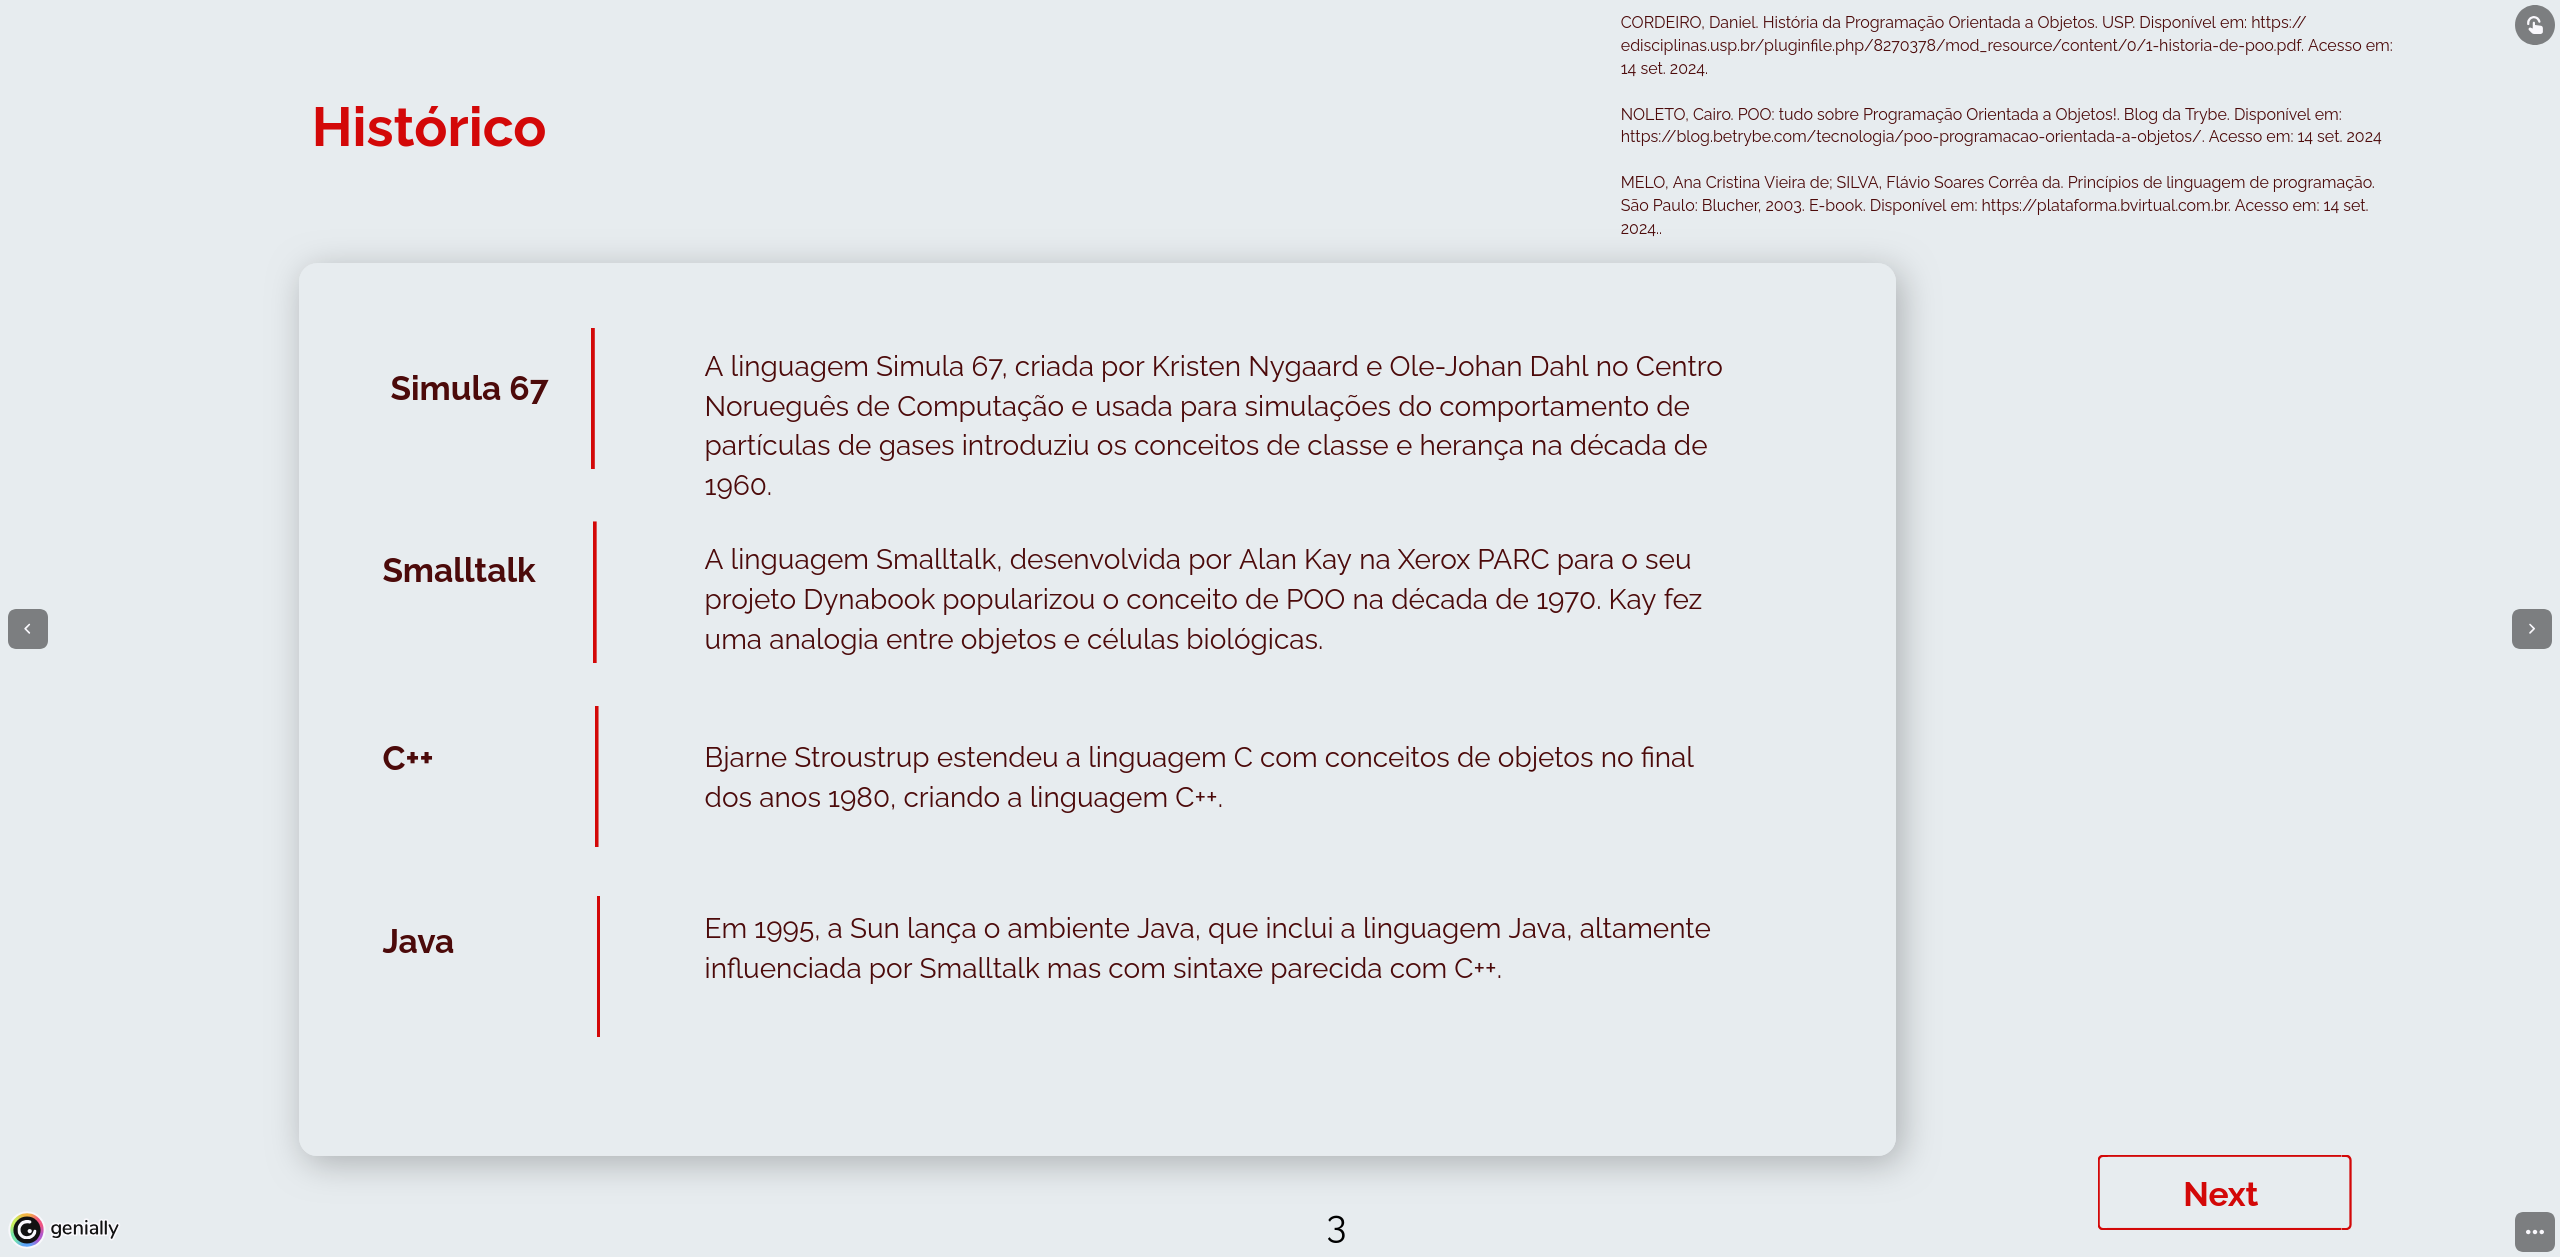 CORDEIRO, Daniel. História da Programação Orientada a Objetos. USP. Disponível em: https://
edisciplinas.usp.br/pluginfile.php/8270378/mod_resource/content/0/1-historia-de-poo.pdf. Acesso em:
14 set. 2024.
NOLETO, Cairo. POO: tudo sobre Programação Orientada a Objetos!. Blog da Trybe. Disponível em:
https://blog.betrybe.com/tecnologia/poo-programacao-orientada-a-objetos/. Acesso em: 14 set. 2024
MELO, Ana Cristina Vieira de; SILVA, Flávio Soares Corrêa da. Princípios de linguagem de programação.
São Paulo: Blucher, 2003. E-book. Disponível em: https://plataforma.bvirtual.com.br. Acesso em: 14 set.
2024..
Histórico
Simula 67
A linguagem Simula 67, criada por Kristen Nygaard e Ole-Johan Dahl no Centro
Norueguês de Computação e usada para simulações do comportamento de
partículas de gases introduziu os conceitos de classe e herança na década de
1960.
Smalltalk
A linguagem Smalltalk, desenvolvida por Alan Kay na Xerox PARC para o seu
projeto Dynabook popularizou o conceito de POO na década de 1970. Kay fez
uma analogia entre objetos e células biológicas.
C++
Bjarne Stroustrup estendeu a linguagem C com conceitos de objetos no final
dos anos 1980, criando a linguagem C++.
Java
Em 1995, a Sun lança o ambiente Java, que inclui a linguagem Java, altamente
influenciada por Smalltalk mas com sintaxe parecida com C++.
Next
genially
3